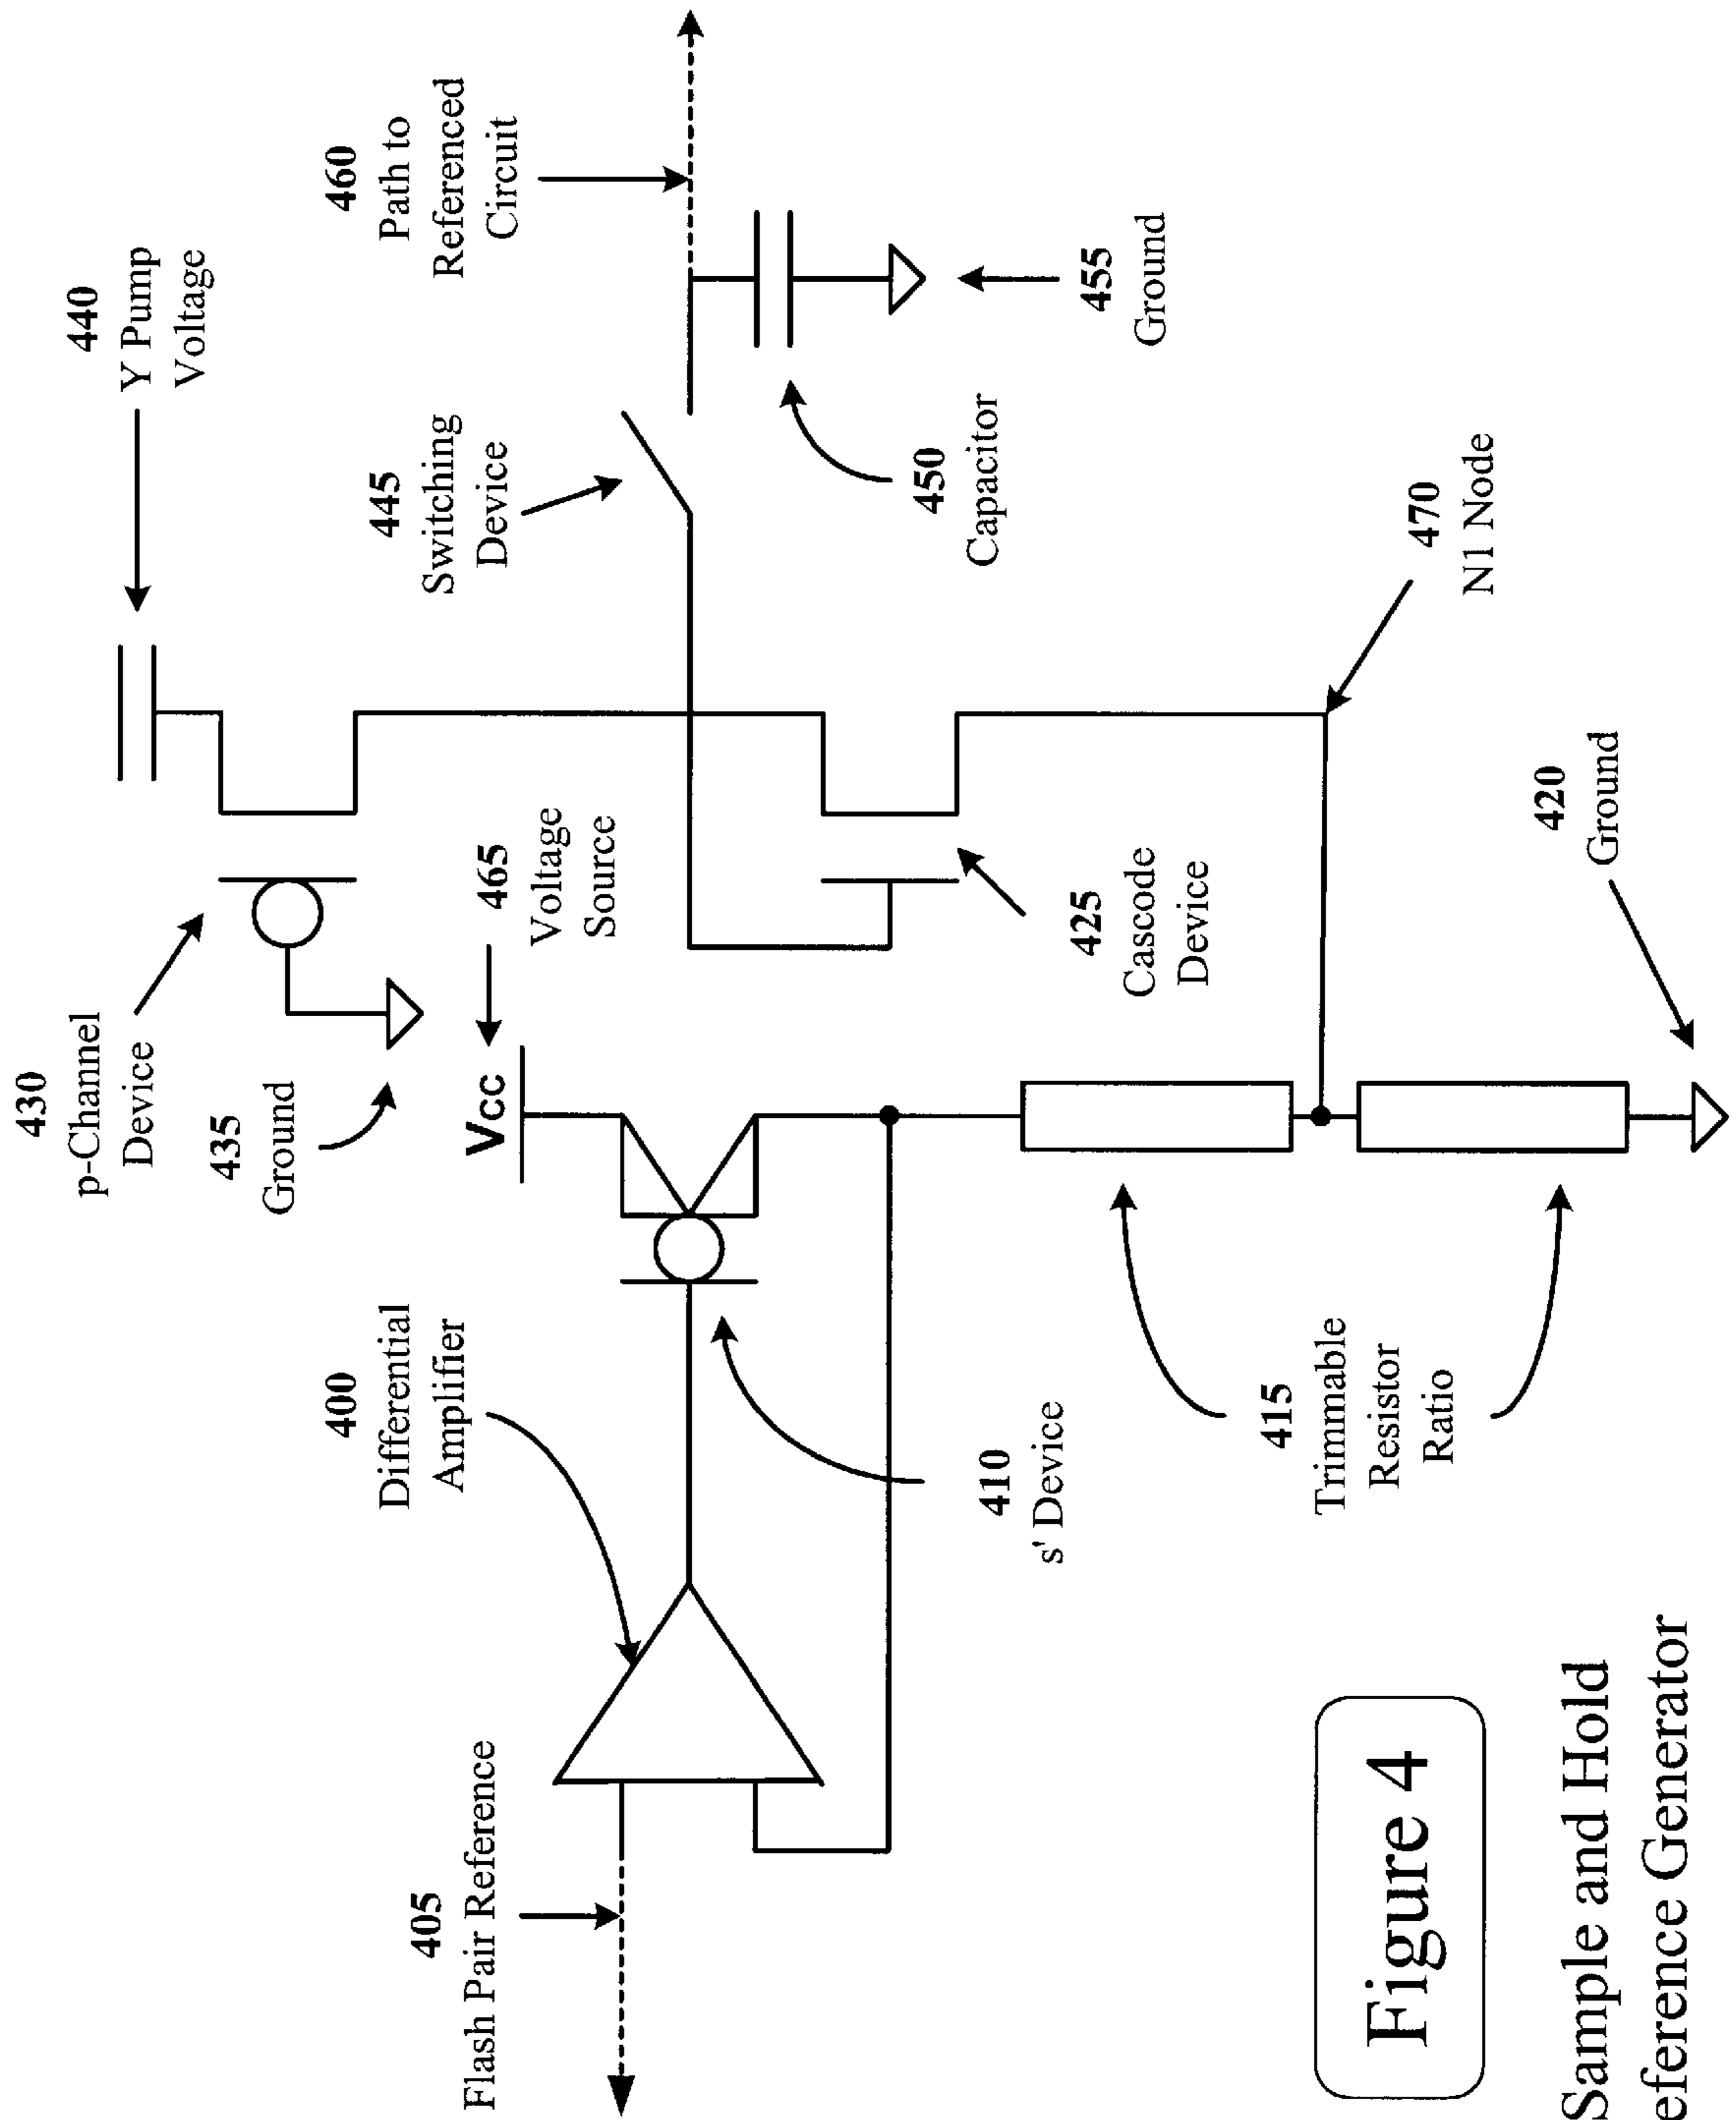 430
p-Channel
Device
435
Ground
440
Y Pump
Voltage
460
Path to
Referenced
Circuit
445
Switching
Device
465
Voltage
Source
Vcc
400
Differential
Amplifier
405
Flash Pair Reference
450
Capacitor
455
Ground
425
Cascode
Device
410
s' Device
470
N1 Node
415
Trimmable
Resistor
Ratio
420
Ground
Figure 4
Sample and Hold
eference Generator